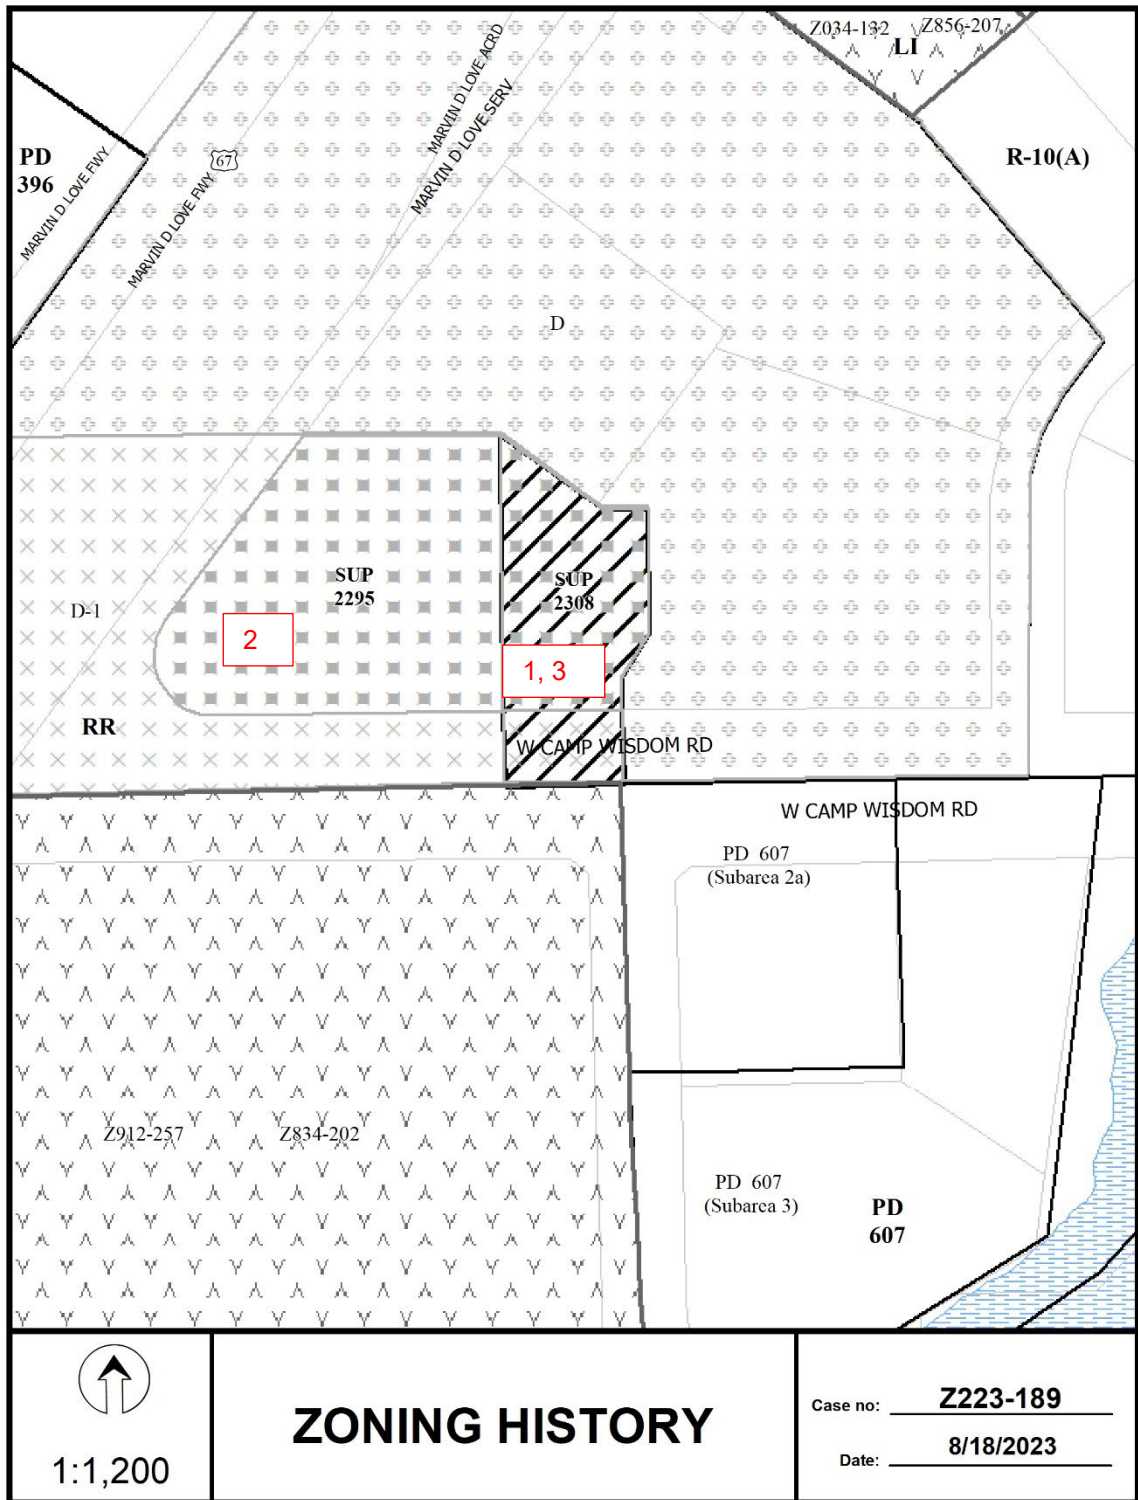 Z034-132
Z856-207
LI
MARVIN D LOVE ACRD
MARVIN D LOVE SERV
PD
396
67
R-10(A)
MARVIN D LOVE FWY
MARVIN D LOVE FWY
D
SUP
2295
SUP
2308
D-1
2
1, 3
RR
W CAMP WISDOM RD
W CAMP WISDOM RD
PD 607
(Subarea 2a)
Z912-257
Z834-202
PD 607
(Subarea 3)
PD
607
1:1,200
ZONING HISTORY
Case no: Z223-189
Date: 8/18/2023